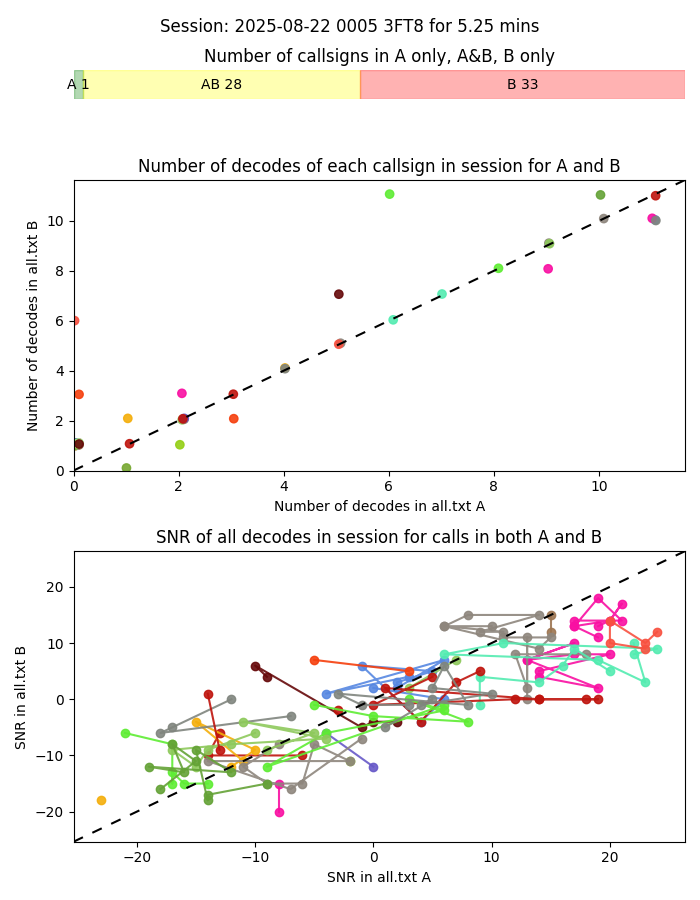 Session: 2025-08-22 0005 3FT8 for 5.25 mins
Number of callsigns in A only, A&B, B only
A 1 AB 28 B 33
Number of decodes of each callsign in session for A and B
Number of decodes in all.txt B
10
8
6
4
2
0
0 2 4 6 8 10
Number of decodes in all.txt A
SNR of all decodes in session for calls in both A and B
SNR in all.txt B
20
10
0
−10
−20
−20 −10 0 10 20
SNR in all.txt A